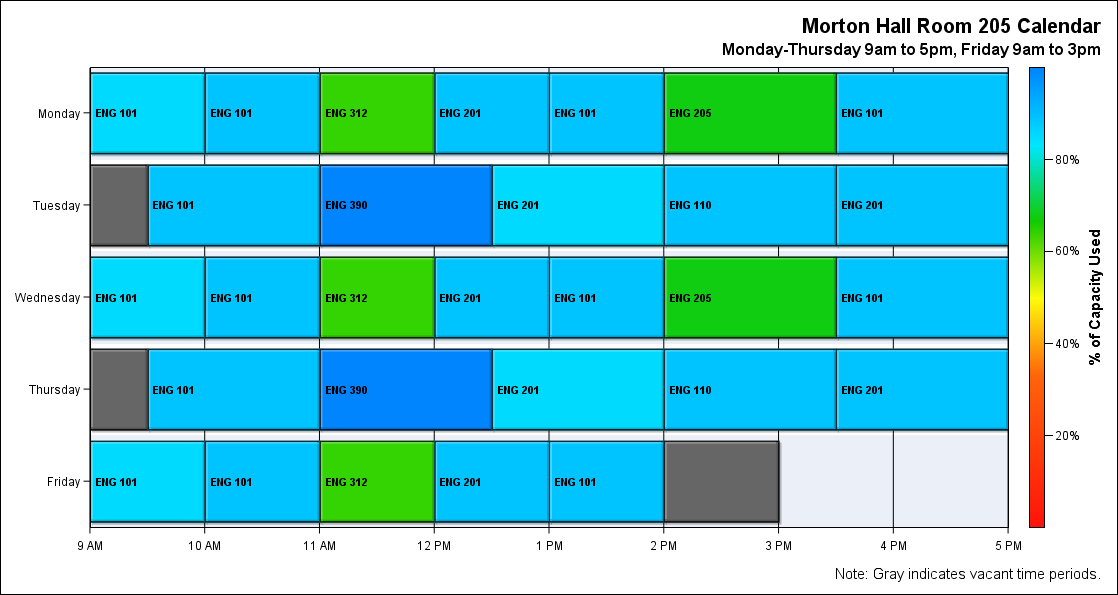 Morton Hall Room 205 Calendar
Monday-Thursday 9am to 5pm, Friday 9am to 3pm
Monday
ENG 101 ENG 101 ENG 312 ENG 201 ENG 101 ENG 205 ENG 101
Tuesday
ENG 101 ENG 390 ENG 201 ENG 110 ENG 201
Wednesday
ENG 101 ENG 101 ENG 312 ENG 201 ENG 101 ENG 205 ENG 101
Thursday
ENG 101 ENG 390 ENG 201 ENG 110 ENG 201
Friday
ENG 101 ENG 101 ENG 312 ENG 201 ENG 101
9 AM 10 AM 11 AM 12 PM 1 PM 2 PM 3 PM 4 PM 5 PM
80%
60%
40%
20%
% of Capacity Used
Note: Gray indicates vacant time periods.